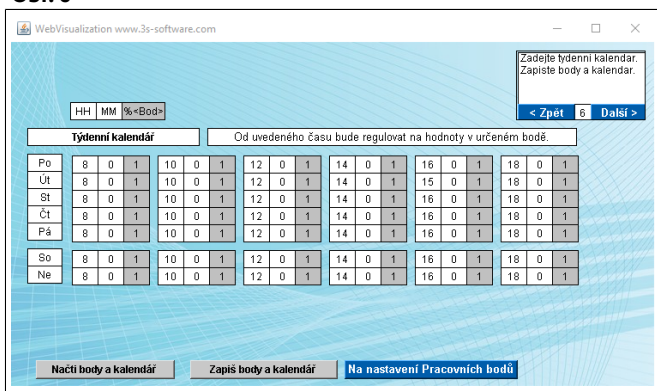 WebVisualization www.3s-software.com
Zadejte tydenni kalendar.
Zapiste body a kalendar.
< Zpět 6 Další >
HH MM %<Bod>
Týdenní kalendář Od uvedeného času bude regulovat na hodnoty v určeném bodě.
Po 8 0 1 10 0 1 12 0 1 14 0 1 16 0 1 18 0 1
Út 8 0 1 10 0 1 12 0 1 14 0 1 15 0 1 18 0 1
St 8 0 1 10 0 1 12 0 1 14 0 1 16 0 1 18 0 1
Čt 8 0 1 10 0 1 12 0 1 14 0 1 16 0 1 18 0 1
Pá 8 0 1 10 0 1 12 0 1 14 0 1 16 0 1 18 0 1
So 8 0 1 10 0 1 12 0 1 14 0 1 16 0 1 18 0 1
Ne 8 0 1 10 0 1 12 0 1 14 0 1 16 0 1 18 0 1
Načti body a kalendář Zapiš body a kalendář Na nastavení Pracovních bodů